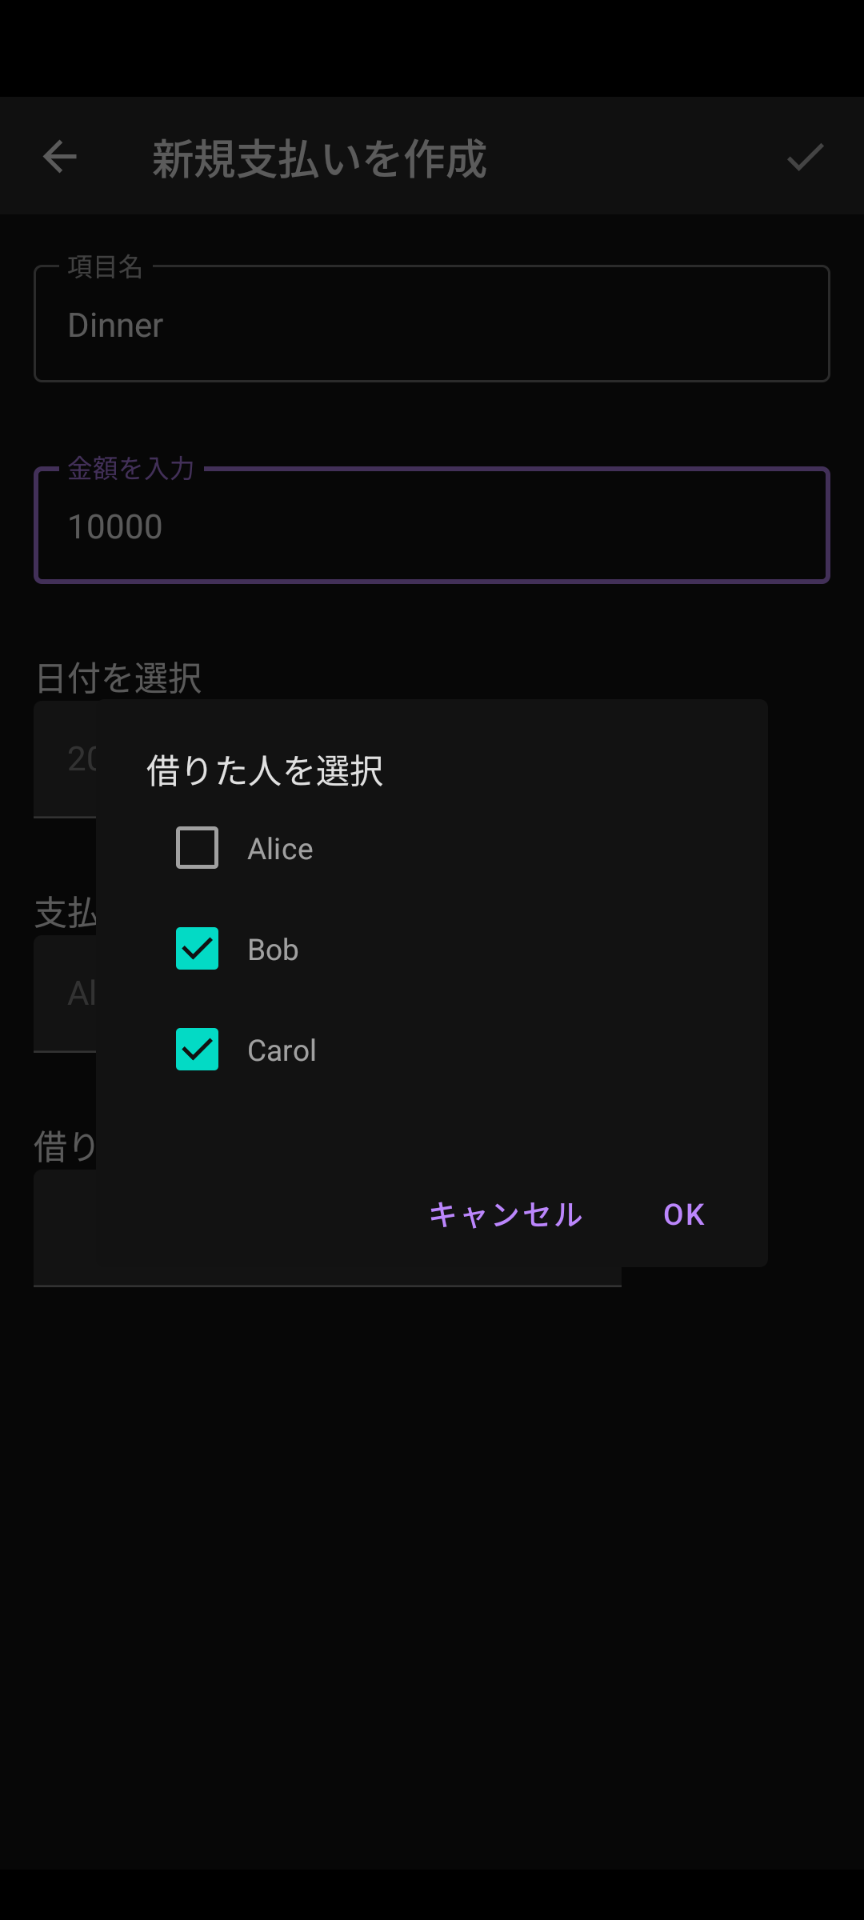 新規支払いを作成
項目名
Dinner
金額を入力
10000
日付を選択
20
支払
Al
借り
借りた人を選択
Alice
Bob
Carol
キャンセル OK